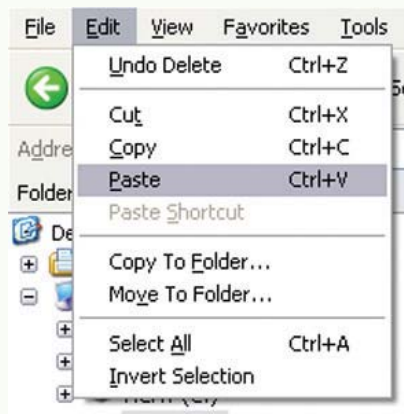 File Edit View Favorites Tools
Undo Delete Ctrl+Z
Cut Ctrl+X
Copy Ctrl+C
Addre
Paste Ctrl+V
Folder
Paste Shortcut
De
Copy To Folder...
Move To Folder...
Select All Ctrl+A
Invert Selection